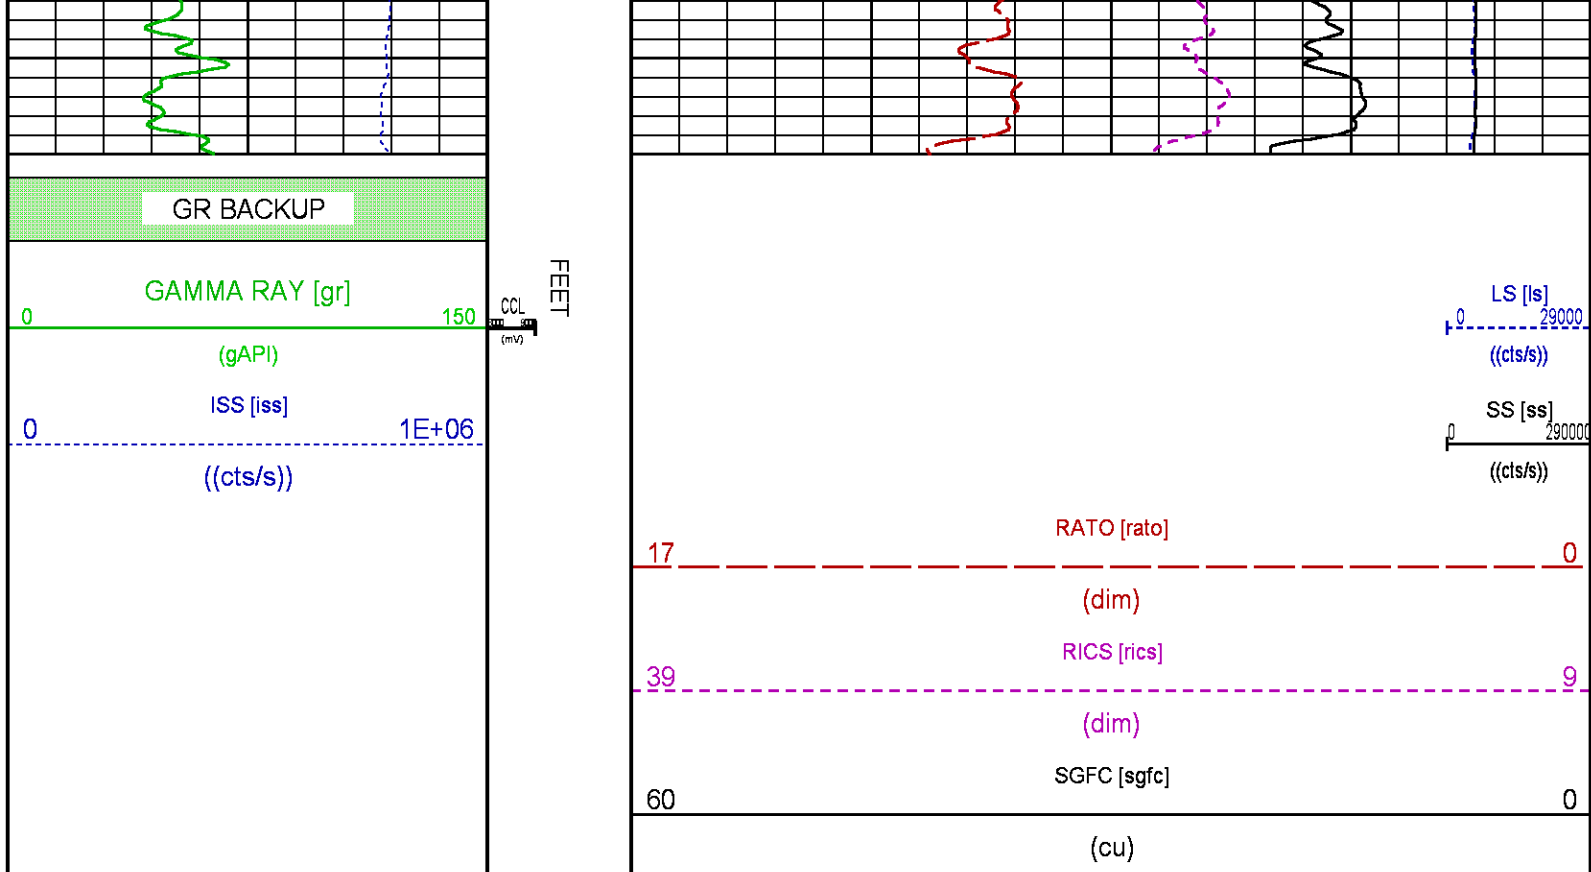 GR BACKUP
GAMMA RAY [gr]
0 150
(gAPI)
ISS [iss]
0 1E+06
((cts/s))
FEET
CCL
(mV)
LS [ls]
0 29000
((cts/s))
SS [ss]
0 290000
((cts/s))
RATO [rato]
17 0
(dim)
RICS [rics]
39 9
(dim)
SGFC [sgfc]
60 0
(cu)